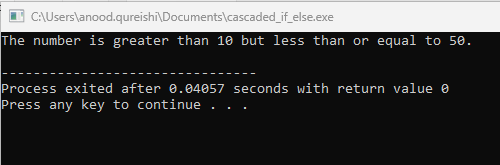 C:\Users\anood.qureishi\Documents\cascaded_if_else.exe
The number is greater than 10 but less than or equal to 50.
--------------------------------
Process exited after 0.04057 seconds with return value 0
Press any key to continue . . .